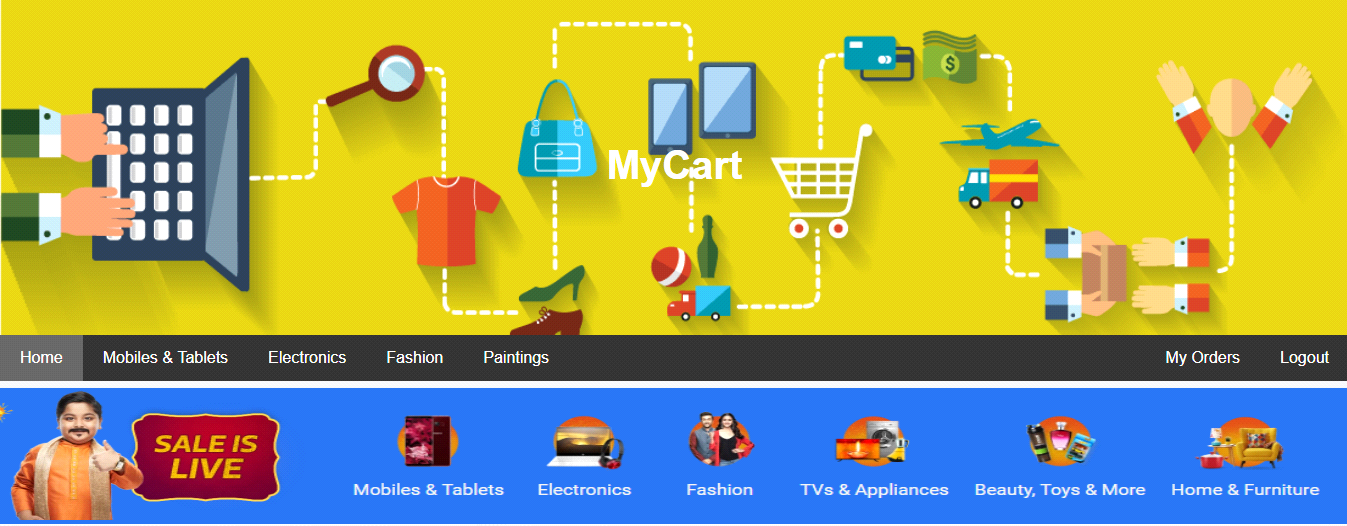 MyCart
$
Home Mobiles & Tablets Electronics Fashion Paintings My Orders Logout
SALE IS
LIVE
Mobiles & Tablets Electronics Fashion TVs & Appliances Beauty, Toys & More Home & Furniture